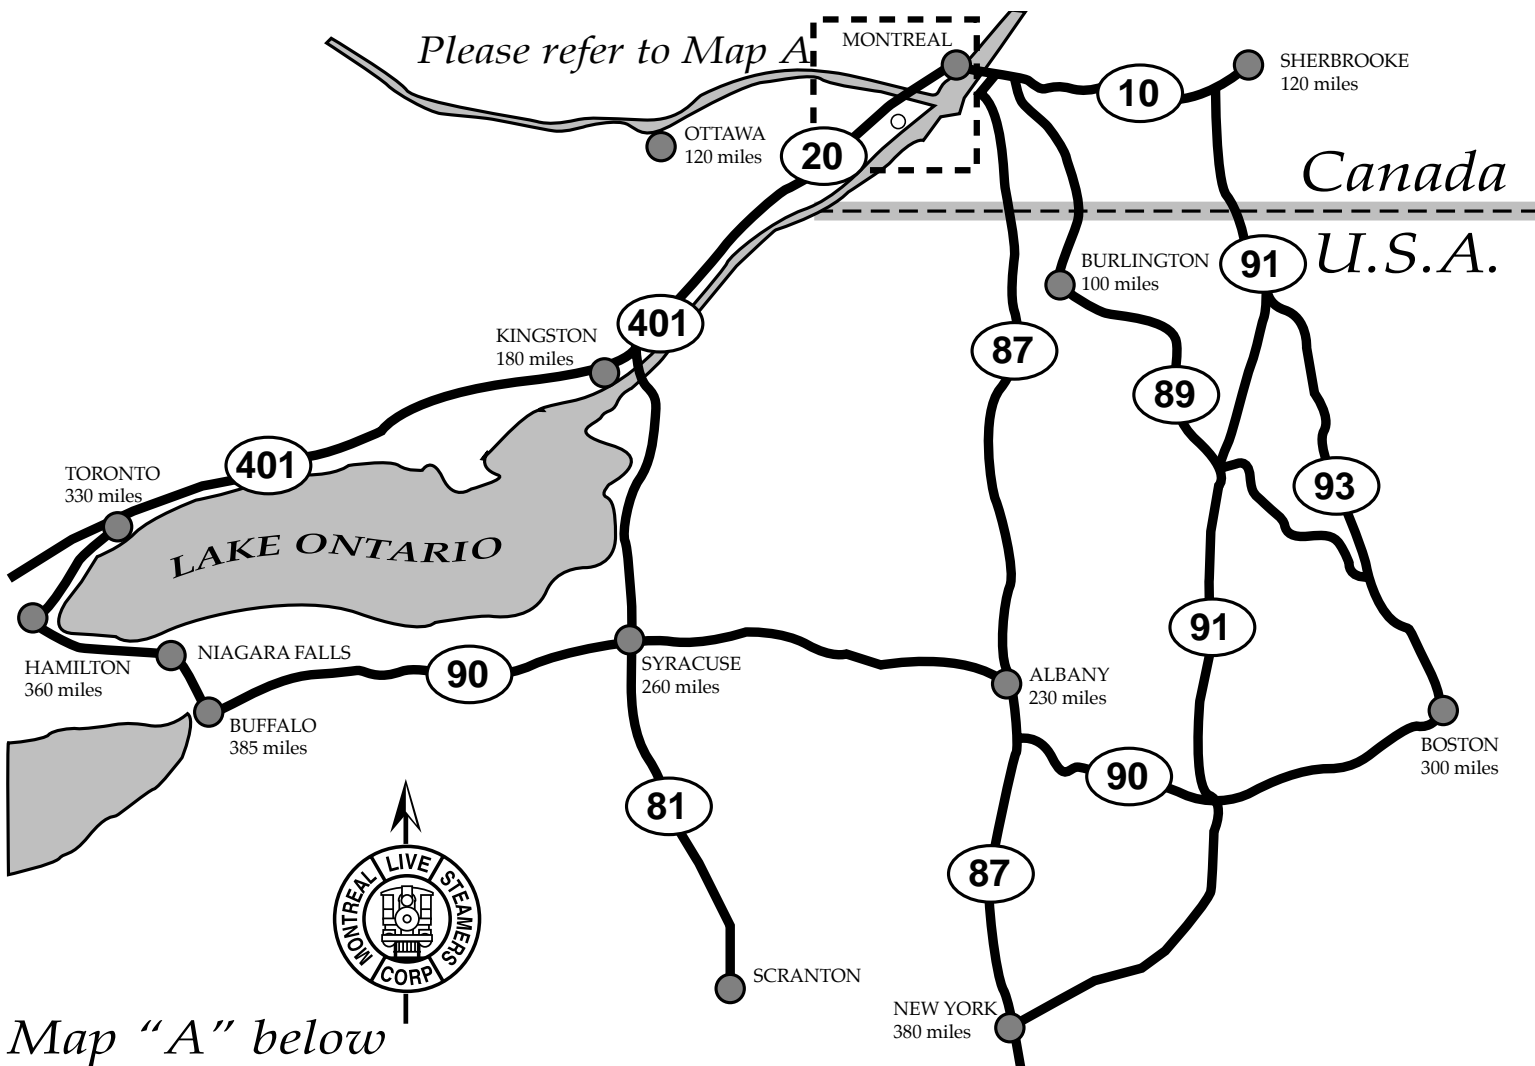 Please refer to Map A
MONTREAL
SHERBROOKE
120 miles
10
OTTAWA
120 miles
20
Canada
U.S.A.
BURLINGTON
100 miles
91
401
KINGSTON
180 miles
87
89
401
TORONTO
330 miles
93
LAKE ONTARIO
91
HAMILTON
360 miles
NIAGARA FALLS
90
SYRACUSE
260 miles
ALBANY
230 miles
BUFFALO
385 miles
BOSTON
300 miles
90
81
87
MONTREAL
LIVE
STEAMERS
CORP
SCRANTON
NEW YORK
380 miles
Map “A” below